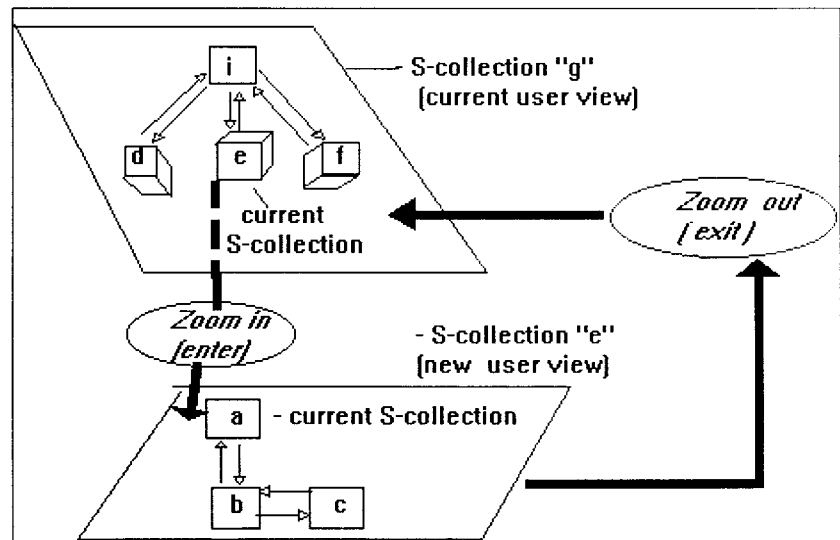 i
S-collection "g"
(current user view)
d
e
f
current
S-collection
Zoom out
(exit)
Zoom in
(enter)
- S-collection "e"
(new user view)
a
- current S-collection
b
c